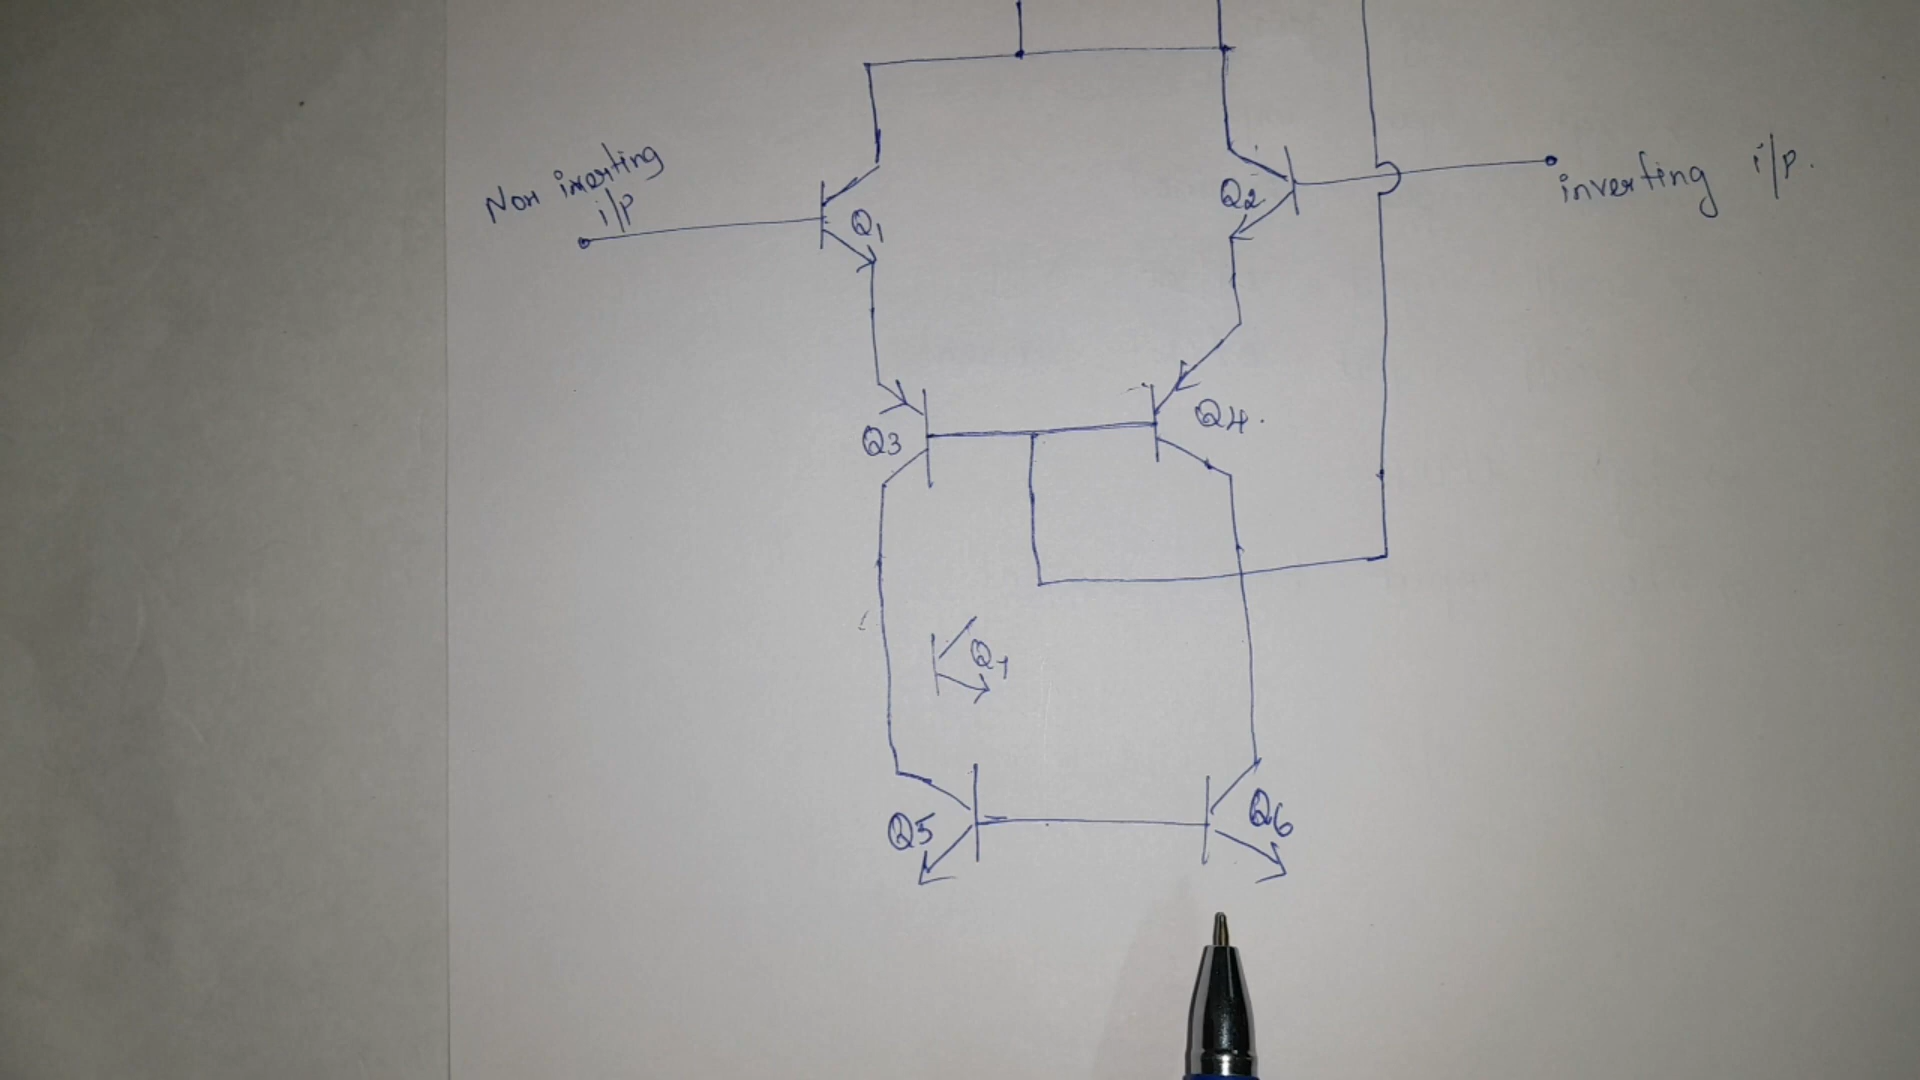 Non inverting
i/p
Q1
Q2
inverting i/p.
Q3
Q4.
Q7
Q5
Q6